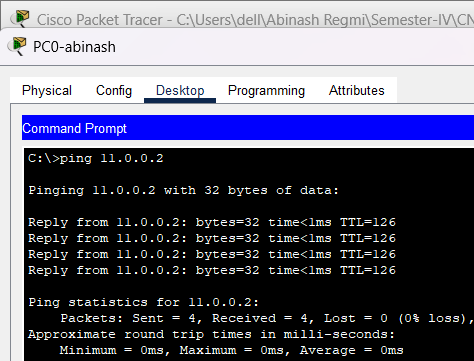 Cisco Packet Tracer - C:\Users\dell\Abinash Regmi\Semester-IV\CN
PC0-abinash
Physical Config Desktop Programming Attributes
Command Prompt
C:\>ping 11.0.0.2
Pinging 11.0.0.2 with 32 bytes of data:
Reply from 11.0.0.2: bytes=32 time<1ms TTL=126
Reply from 11.0.0.2: bytes=32 time<1ms TTL=126
Reply from 11.0.0.2: bytes=32 time<1ms TTL=126
Reply from 11.0.0.2: bytes=32 time<1ms TTL=126
Ping statistics for 11.0.0.2:
Packets: Sent = 4, Received = 4, Lost = 0 (0% loss),
Approximate round trip times in milli-seconds:
Minimum = 0ms, Maximum = 0ms, Average = 0ms